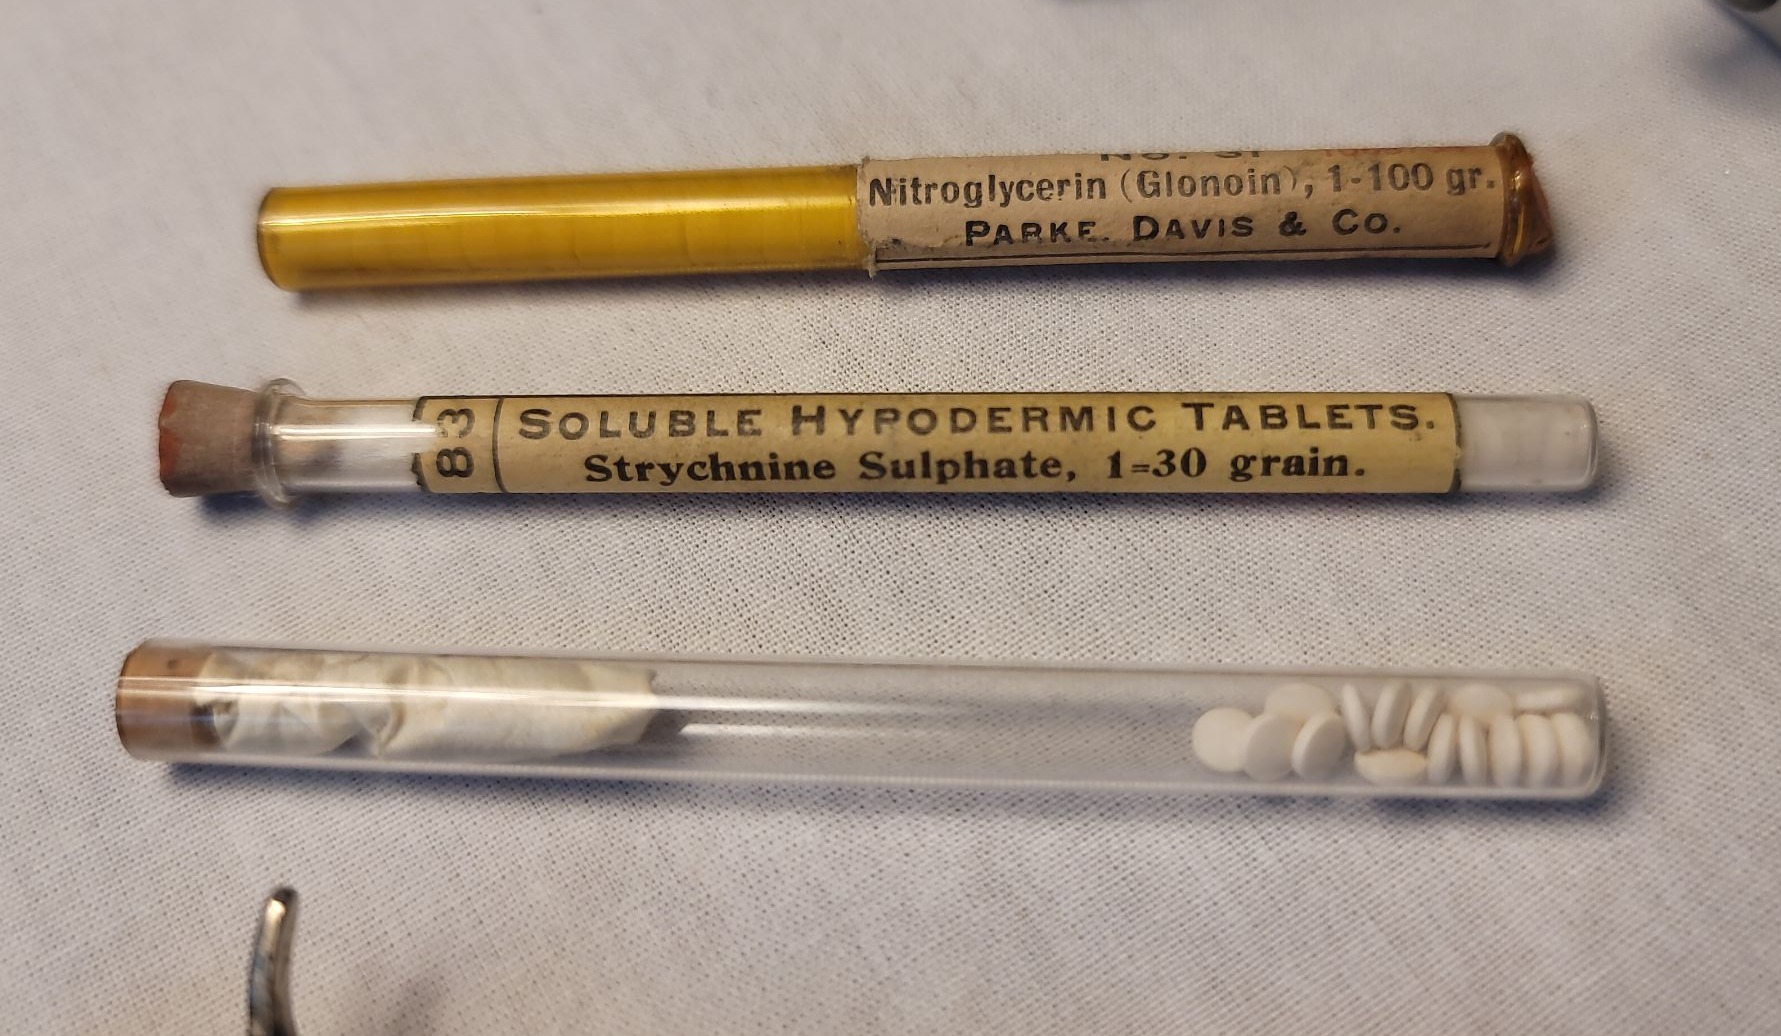 Nitroglycerin (Glonoin), 1-100 gr.
PARKE, DAVIS & CO.
83
SOLUBLE HYPODERMIC TABLETS.
Strychnine Sulphate, 1=30 grain.